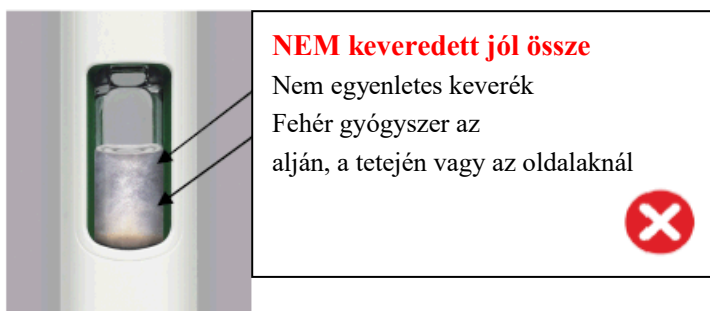 NEM keveredett jól össze
Nem egyenletes keverék
Fehér gyógyszer az
alján, a tetején vagy az oldalaknál